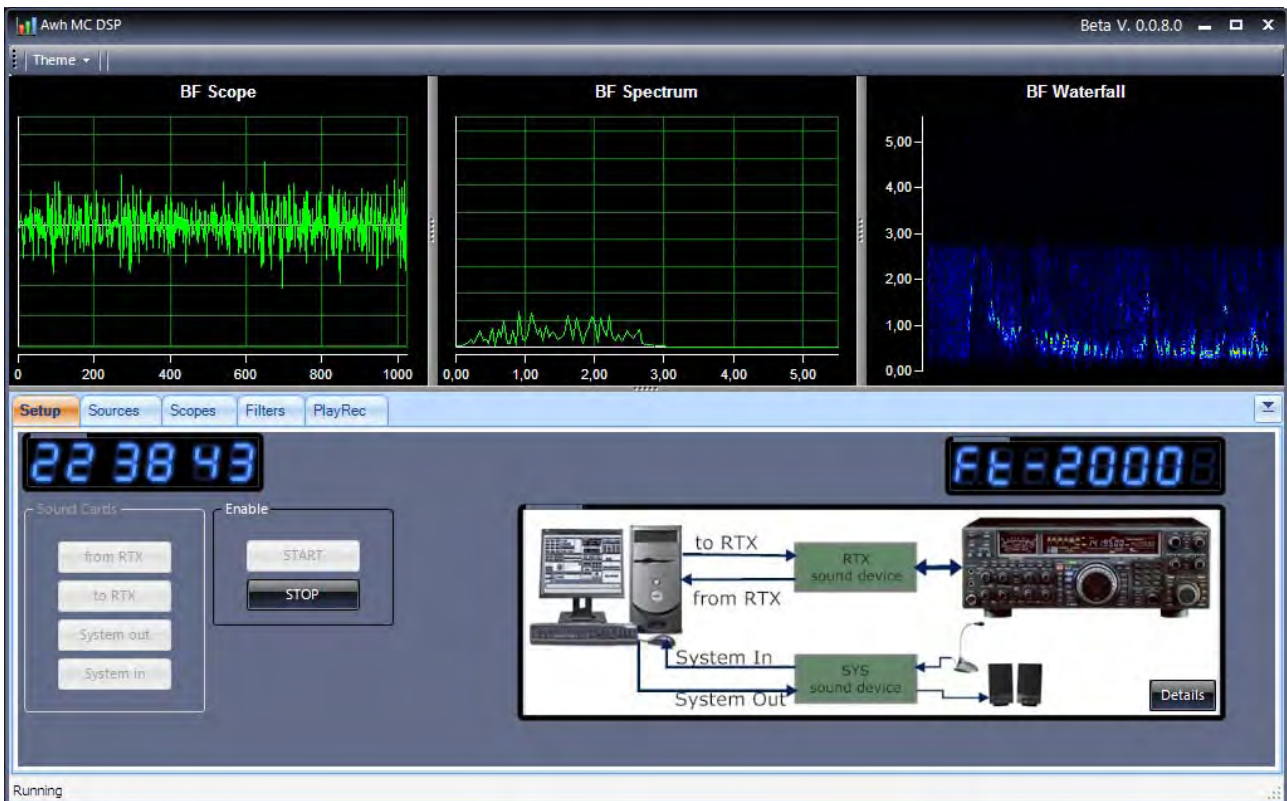 Awh MC DSP
Beta V. 0.0.8.0
Theme
BF Scope
BF Spectrum
BF Waterfall
5,00
4,00
3,00
2,00
1,00
0,00
0 200 400 600 800 1000
0,00 1,00 2,00 3,00 4,00 5,00
Setup Sources Scopes Filters PlayRec
22 38 43
Ft-2000
Sound Cards
from RTX
to RTX
System out
System in
Enable
START
STOP
to RTX
from RTX
RTX
sound device
System In
System Out
SYS
sound device
Details
Running